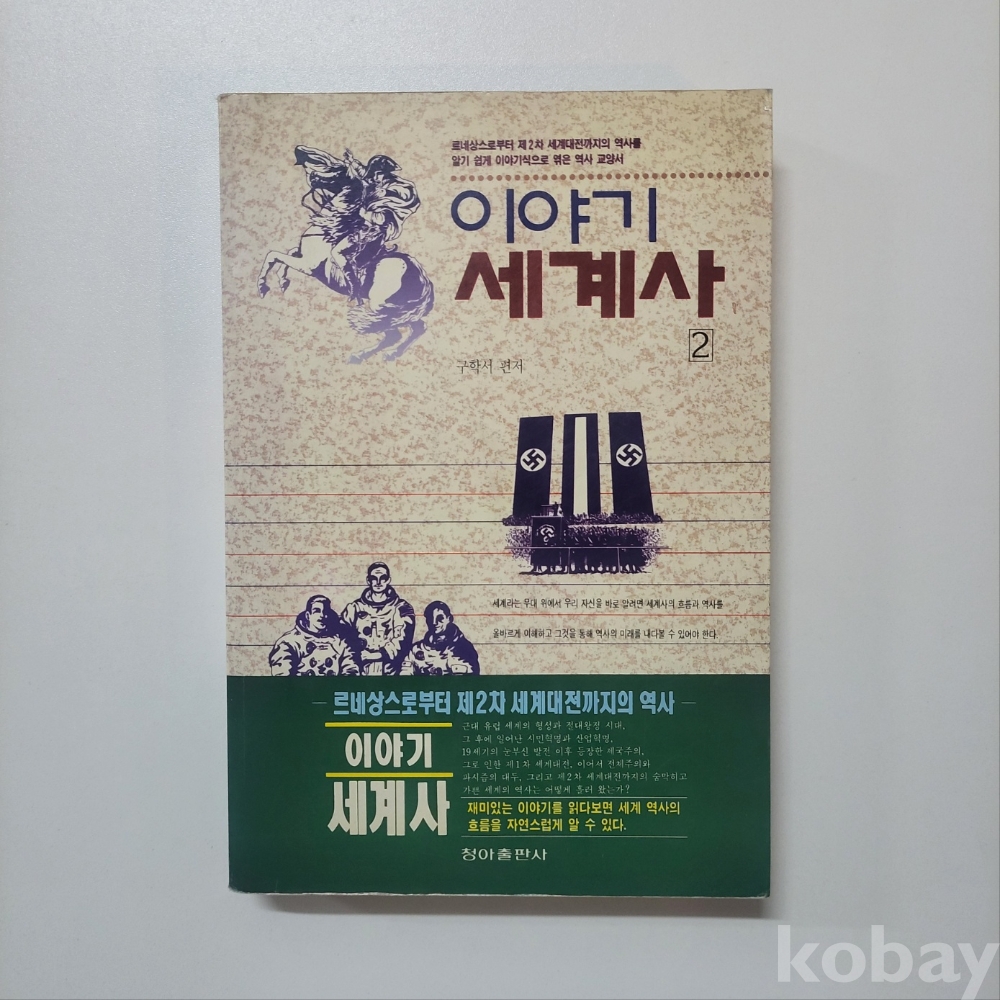 르네상스로부터 제2차 세계대전까지의 역사를
알기 쉽게 이야기식으로 엮은 역사 교양서
이야기
세계사
2
구학서 편저
세계라는 무대 위에서 우리 자신을 바로 알려면 세계사의 흐름과 역사를
올바르게 이해하고 그것을 통해 역사의 미래를 내다볼 수 있어야 한다.
르네상스로부터 제2차 세계대전까지의 역사
이야기
세계사
근대 유럽 세계의 형성과 절대왕정 시대,
그 후에 일어난 시민혁명과 산업혁명,
19세기의 눈부신 발전 이후 등장한 제국주의,
그로 인한 제1차 세계대전, 이어서 전체주의와
파시즘의 대두, 그리고 제2차 세계대전까지의 숨막히고
가쁜 세계의 역사는 어떻게 흘러 왔는가?
재미있는 이야기를 읽다보면 세계 역사의
흐름을 자연스럽게 알 수 있다.
청아출판사
kobay